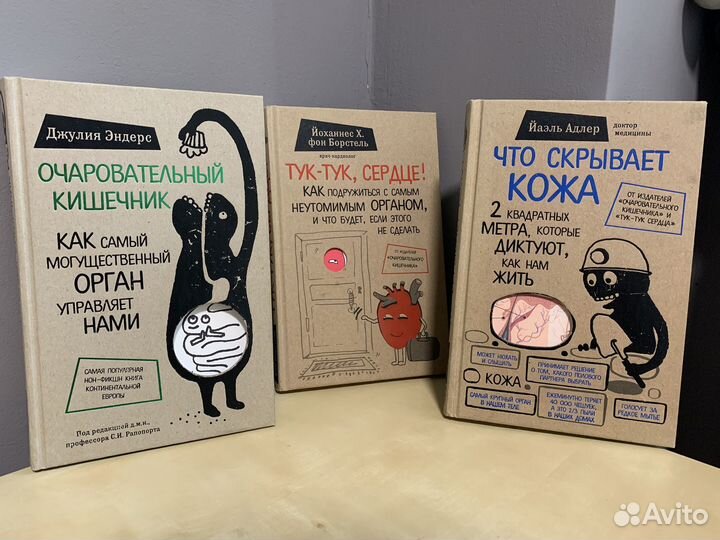 Джулия Эндерс
ОЧАРОВАТЕЛЬНЫЙ
КИШЕЧНИК
КАК САМЫЙ
МОГУЩЕСТВЕННЫЙ
ОРГАН
УПРАВЛЯЕТ
НАМИ
САМАЯ ПОПУЛЯРНАЯ
НОН-ФИКШН КНИГА
КОНТИНЕНТАЛЬНОЙ
ЕВРОПЫ
Под редакцией д.м.н.,
профессора С.И. Рапопорта
Йоханнес Х.
фон Борстель
врач-кардиолог
ТУК-ТУК, СЕРДЦЕ!
КАК ПОДРУЖИТЬСЯ С САМЫМ
НЕУТОМИМЫМ ОРГАНОМ,
И ЧТО БУДЕТ, ЕСЛИ ЭТОГО
НЕ СДЕЛАТЬ
ОТ ИЗДАТЕЛЕЙ
«ОЧАРОВАТЕЛЬНОГО
КИШЕЧНИКА»
Йаэль Адлер
доктор
медицины
ЧТО СКРЫВАЕТ
КОЖА
2 КВАДРАТНЫХ
МЕТРА, КОТОРЫЕ
ДИКТУЮТ,
КАК НАМ
ЖИТЬ
ОТ ИЗДАТЕЛЕЙ
«ОЧАРОВАТЕЛЬНОГО
КИШЕЧНИКА» И
«ТУК-ТУК СЕРДЦА»
МОЖЕТ НЮХАТЬ
И СЛЫШАТЬ
ПРИНИМАЕТ РЕШЕНИЕ
О ТОМ, КАКОГО ПОЛОВОГО
ПАРТНЕРА ВЫБРАТЬ
КОЖА
САМЫЙ КРУПНЫЙ ОРГАН
В НАШЕМ ТЕЛЕ
ЕЖЕМИНУТНО ТЕРЯЕТ
40 000 ЧЕШУЕК,
А ЭТО 2/3 ПЫЛИ
В НАШИХ ДОМАХ
ГОЛОСУЕТ ЗА
РЕДКОЕ МЫТЬЕ
Avito